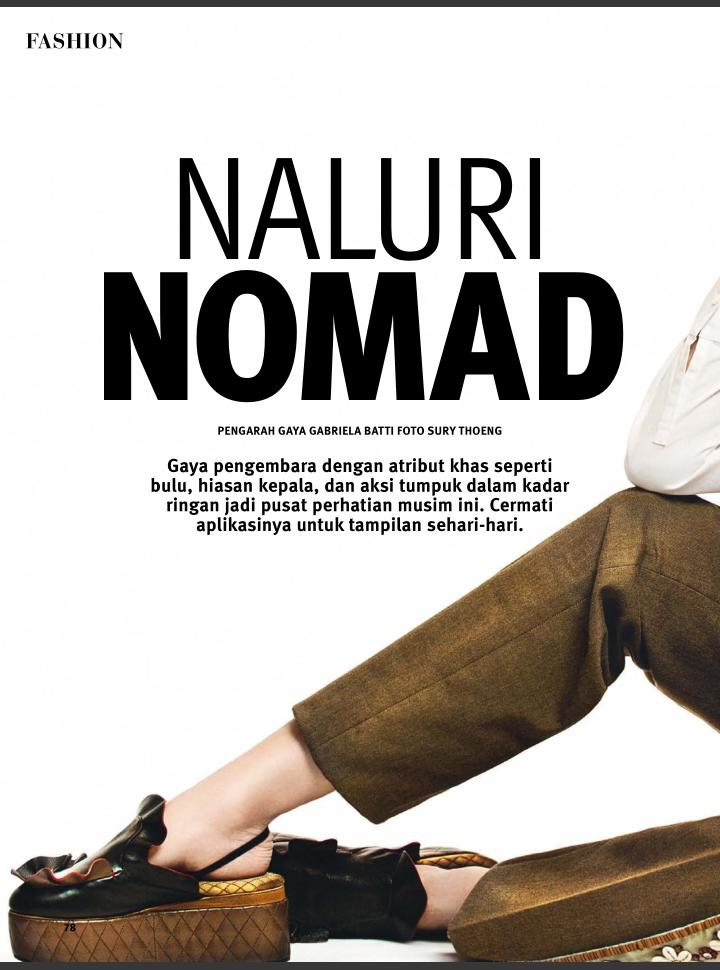 FASHION
NALURI
NOMAD
PENGARAH GAYA GABRIELA BATTI FOTO SURY THOENG
Gaya pengembara dengan atribut khas seperti
bulu, hiasan kepala, dan aksi tumpuk dalam kadar
ringan jadi pusat perhatian musim ini. Cermati
aplikasinya untuk tampilan sehari-hari.
78